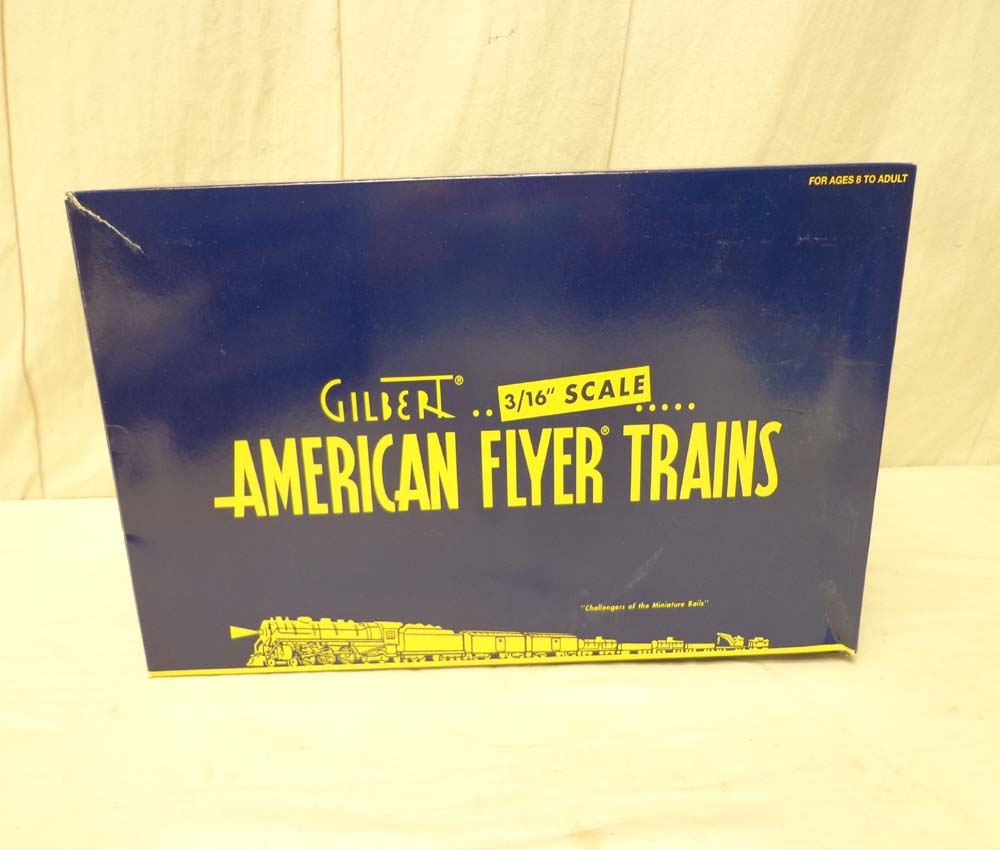 FOR AGES 8 TO ADULT
GILBERT® .. 3/16" SCALE .....
AMERICAN FLYER® TRAINS
"Challengers of the Miniature Rails"